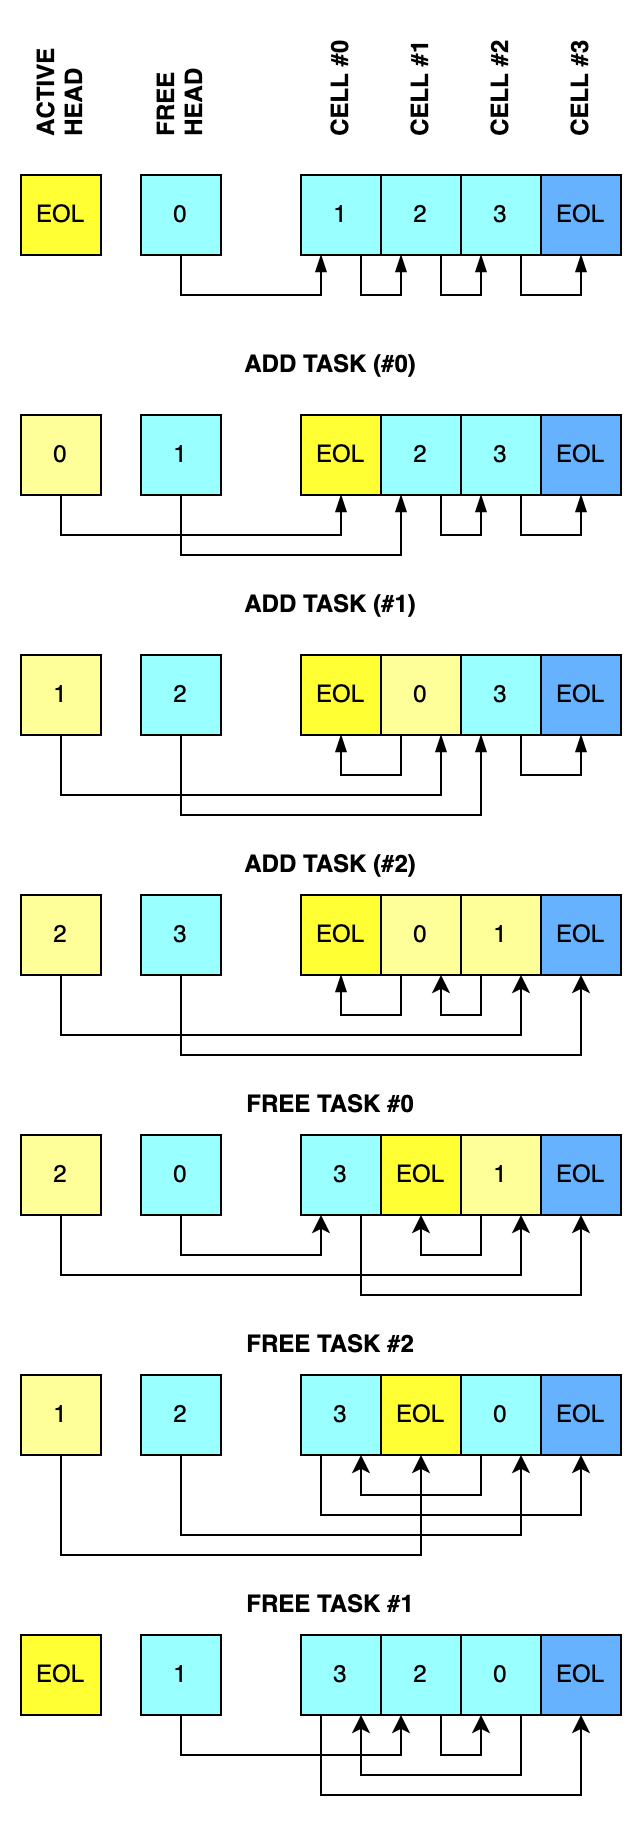 ACTIVE
HEAD
FREE
HEAD
CELL #0
CELL #1
CELL #2
CELL #3
EOL 0 1 2 3 EOL
ADD TASK (#0)
0 1 EOL 2 3 EOL
ADD TASK (#1)
1 2 EOL 0 3 EOL
ADD TASK (#2)
2 3 EOL 0 1 EOL
FREE TASK #0
2 0 3 EOL 1 EOL
FREE TASK #2
1 2 3 EOL 0 EOL
FREE TASK #1
EOL 1 3 2 0 EOL